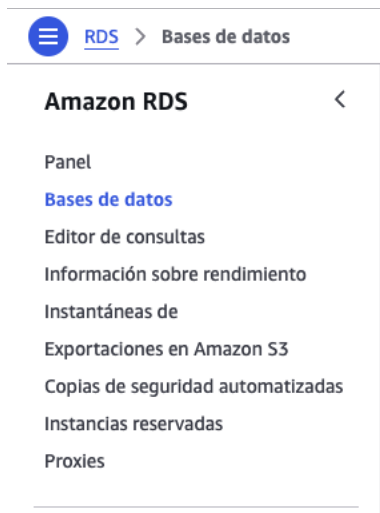 RDS > Bases de datos
Amazon RDS
Panel
Bases de datos
Editor de consultas
Información sobre rendimiento
Instantáneas de
Exportaciones en Amazon S3
Copias de seguridad automatizadas
Instancias reservadas
Proxies